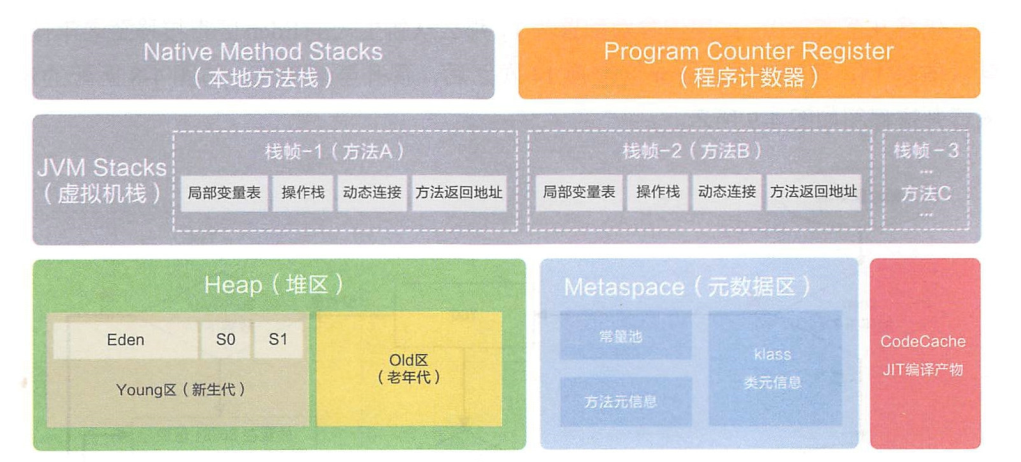 Native Method Stacks
（本地方法栈）
Program Counter Register
（程序计数器）
JVM Stacks
（虚拟机栈）
栈帧-1（方法A）
局部变量表
操作栈
动态连接
方法返回地址
栈帧-2（方法B）
局部变量表
操作栈
动态连接
方法返回地址
栈帧-3
...
方法C
...
Heap（堆区）
Eden
S0
S1
Young区（新生代）
Old区
（老年代）
Metaspace（元数据区）
常量池
方法元信息
klass
类元信息
CodeCache
JIT编译产物